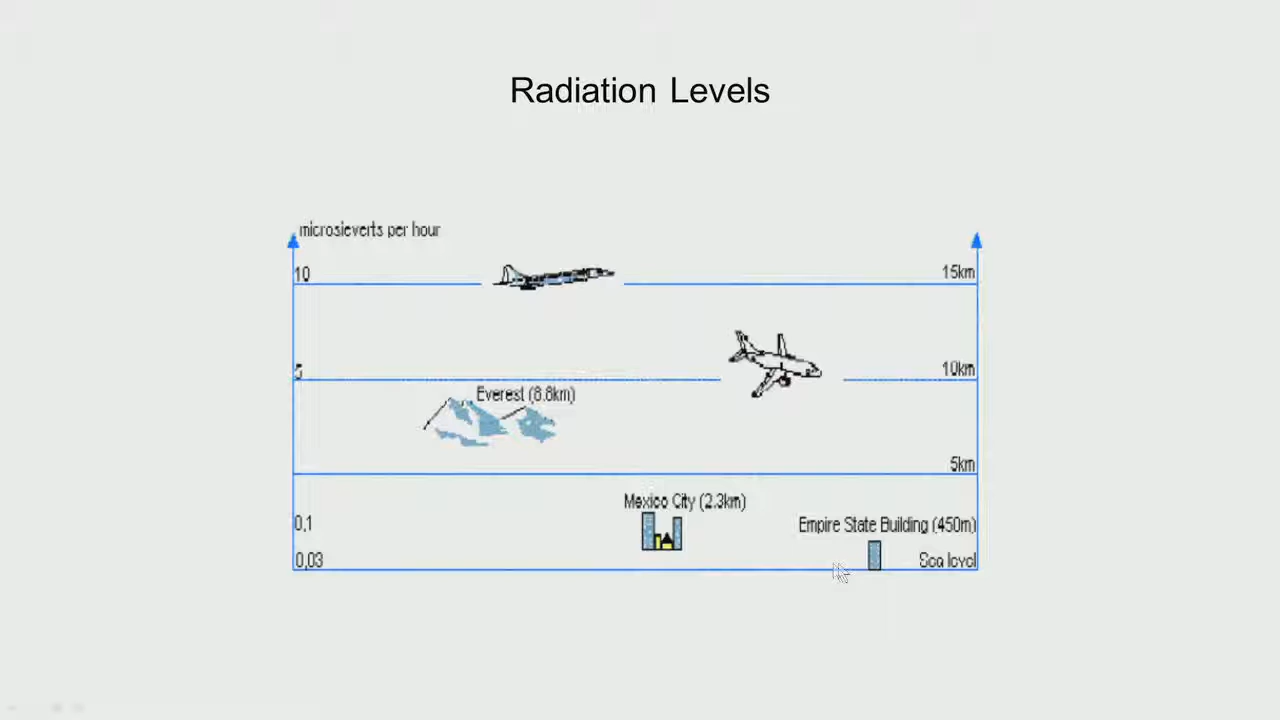 Radiation Levels
microsieverts per hour
10
15km
5
10km
Everest (8.8km)
5km
Mexico City (2.3km)
0,1
Empire State Building (450m)
0,03
Sea level